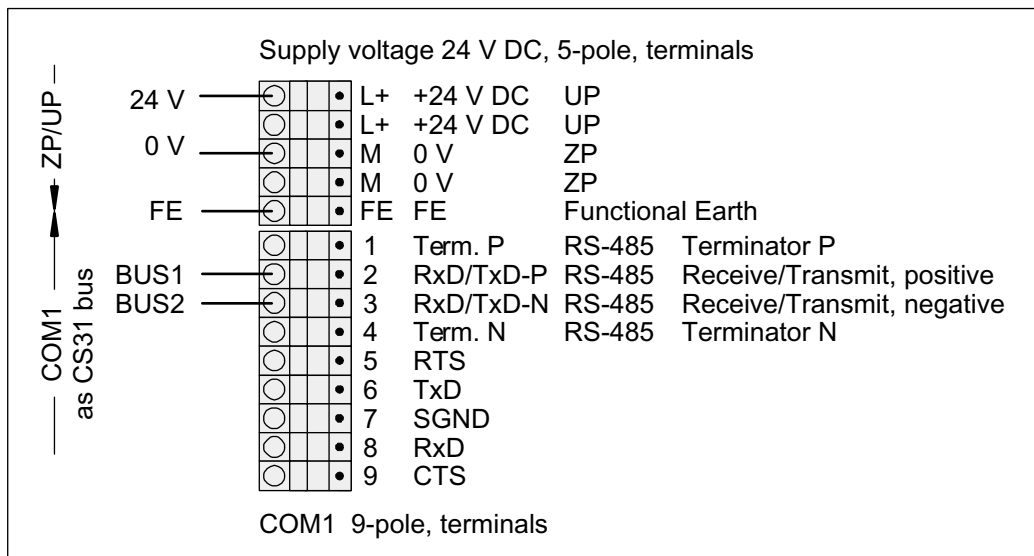 Supply voltage 24 V DC, 5-pole, terminals
24 V L+ +24 V DC UP
L+ +24 V DC UP
0 V M 0 V ZP
M 0 V ZP
FE FE FE Functional Earth
1 Term. P RS-485 Terminator P
BUS1 2 RxD/TxD-P RS-485 Receive/Transmit, positive
BUS2 3 RxD/TxD-N RS-485 Receive/Transmit, negative
4 Term. N RS-485 Terminator N
5 RTS
6 TxD
7 SGND
8 RxD
9 CTS
COM1 9-pole, terminals
ZP/UP
COM1
as CS31 bus